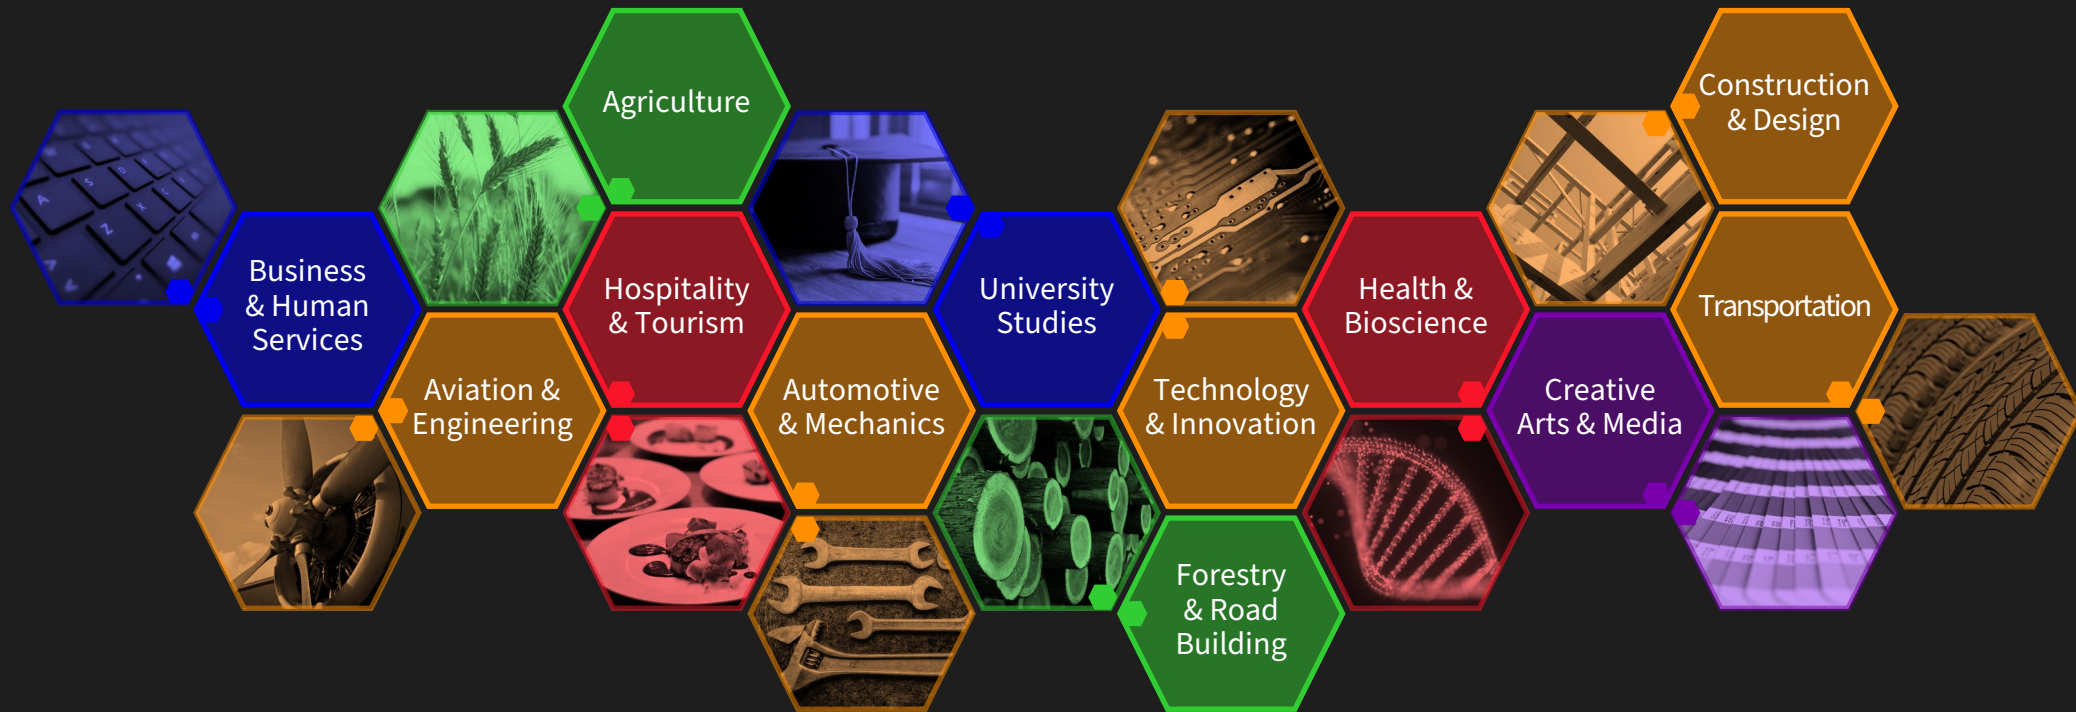 Agriculture
Construction
& Design
Business
& Human
Services
Hospitality
& Tourism
University
Studies
Health &
Bioscience
Transportation
Aviation &
Engineering
Automotive
& Mechanics
Technology
& Innovation
Creative
Arts & Media
Forestry
& Road
Building
A
S
D
Z
X
C